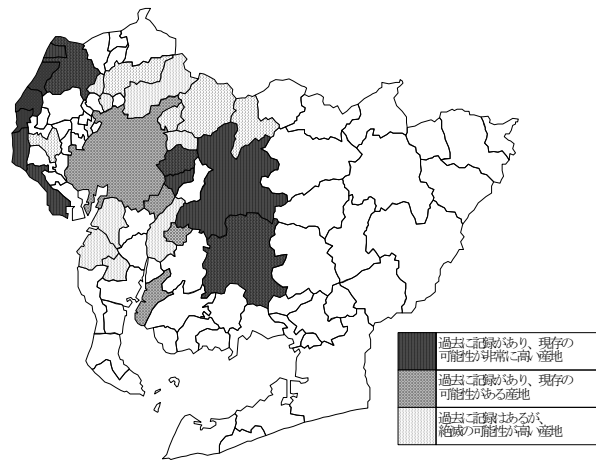 過去に記録があり、現存の
可能性が非常に高い産地
過去に記録があり、現存の
可能性がある産地
過去に記録はあるが、
絶滅の可能性が高い産地